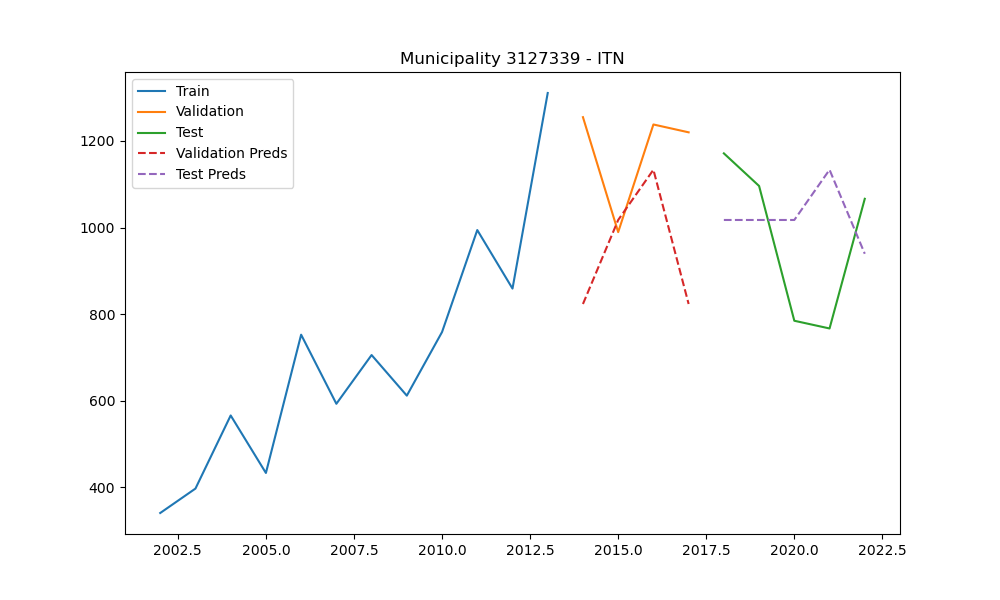 Municipality 3127339 - ITN
Train
Validation
Test
Validation Preds
Test Preds
1200
1000
800
600
400
2002.5 2005.0 2007.5 2010.0 2012.5 2015.0 2017.5 2020.0 2022.5